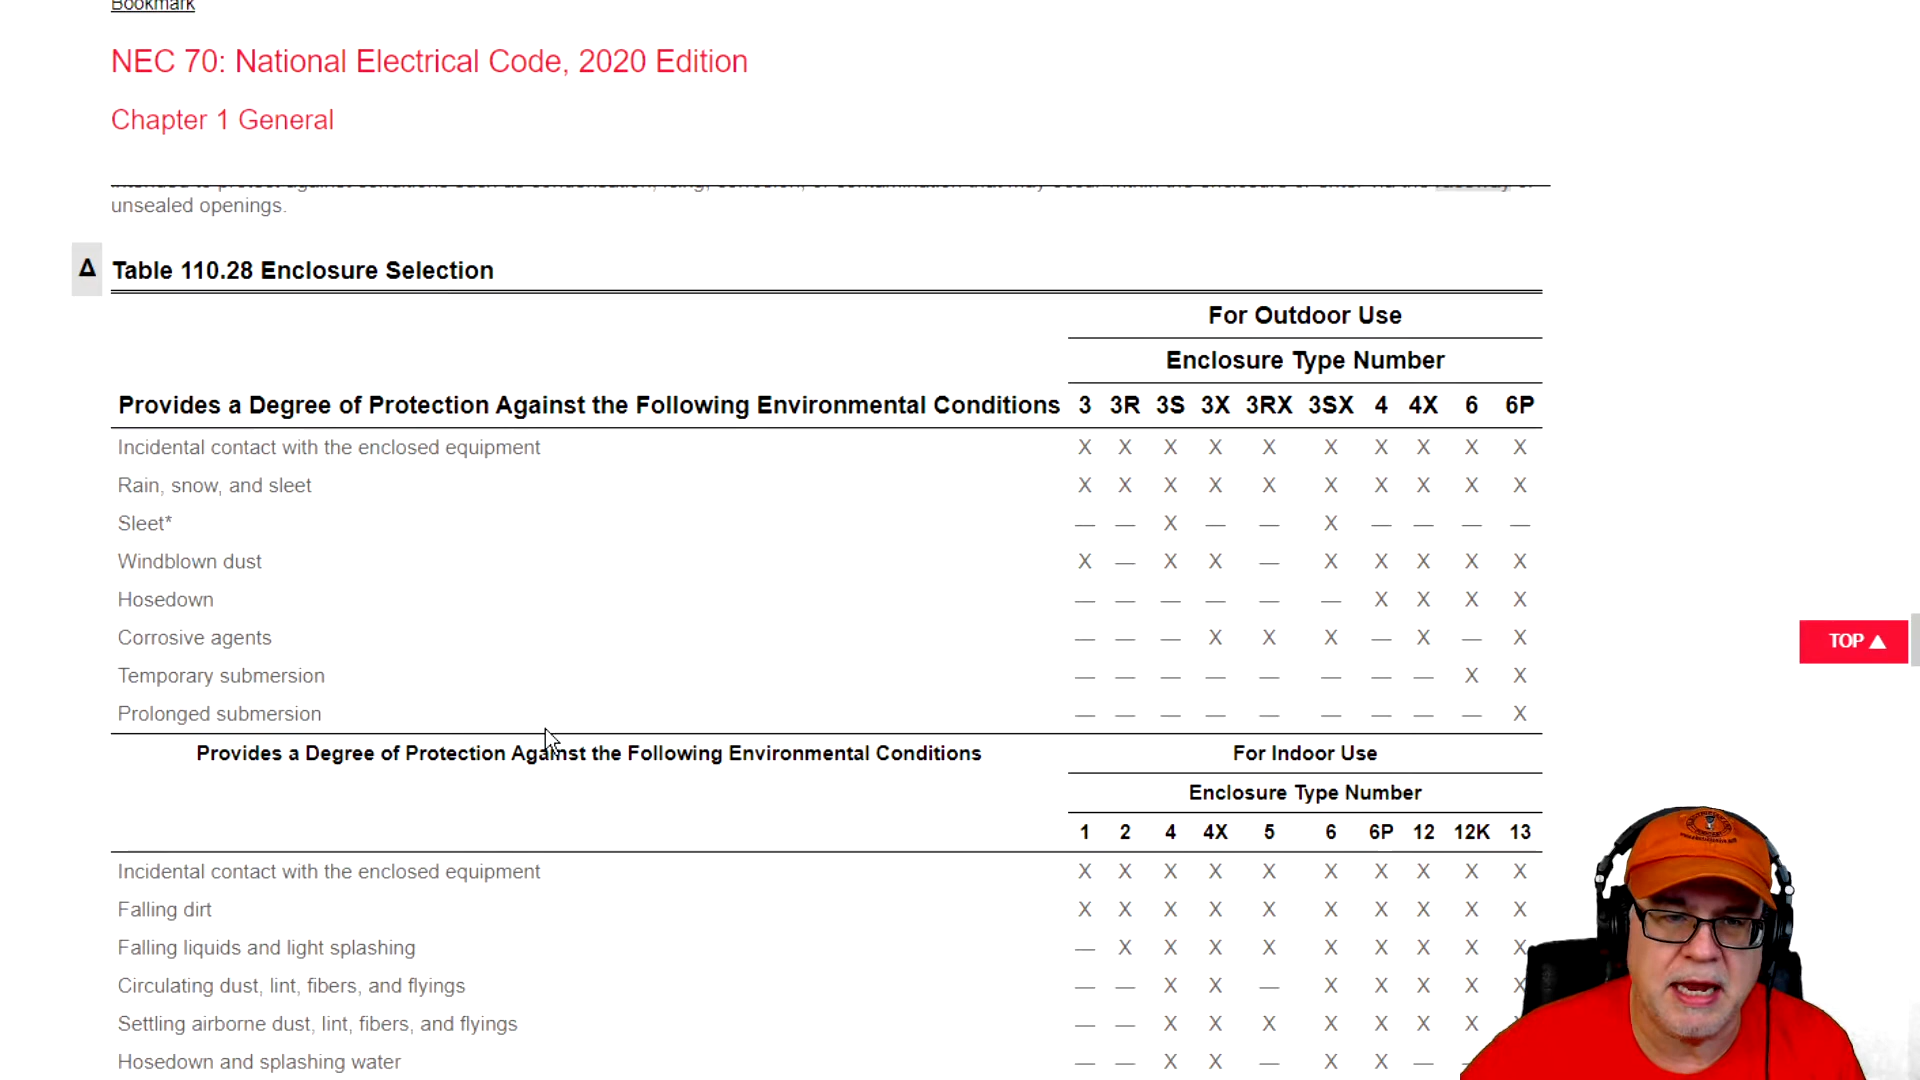 Bookmark
NEC 70: National Electrical Code, 2020 Edition
Chapter 1 General
unsealed openings.
Δ Table 110.28 Enclosure Selection
For Outdoor Use
Enclosure Type Number
Provides a Degree of Protection Against the Following Environmental Conditions 3 3R 3S 3X 3RX 3SX 4 4X 6 6P
Incidental contact with the enclosed equipment X X X X X X X X X X
Rain, snow, and sleet X X X X X X X X X X
Sleet* — — X — — X — — — —
Windblown dust X — X X — X X X X X
Hosedown — — — — — — X X X X
Corrosive agents — — — X X X — X — X
Temporary submersion — — — — — — — — X X
Prolonged submersion — — — — — — — — — X
Provides a Degree of Protection Against the Following Environmental Conditions For Indoor Use
Enclosure Type Number
1 2 4 4X 5 6 6P 12 12K 13
Incidental contact with the enclosed equipment X X X X X X X X X X
Falling dirt X X X X X X X X X X
Falling liquids and light splashing — X X X X X X X X X
Circulating dust, lint, fibers, and flyings — — X X — X X X X X
Settling airborne dust, lint, fibers, and flyings — — X X X X X X X
Hosedown and splashing water — — X X — X X —
TOP ▲